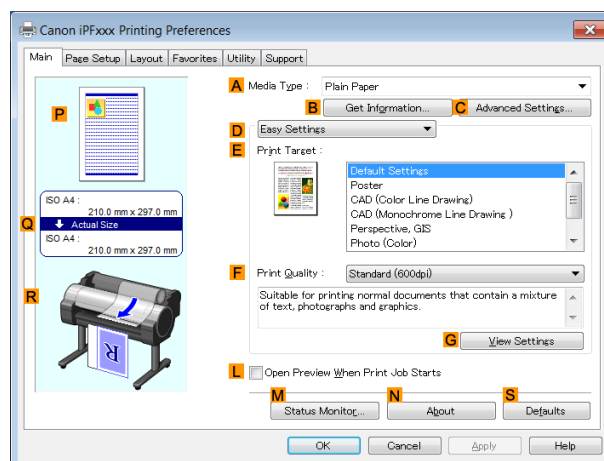 Canon iPFxxx Printing Preferences
Main Page Setup Layout Favorites Utility Support
A Media Type : Plain Paper
B Get Information... C Advanced Settings...
D Easy Settings
E Print Target :
Default Settings
Poster
CAD (Color Line Drawing)
CAD (Monochrome Line Drawing )
Perspective, GIS
Photo (Color)
P
Q
ISO A4 :
210.0 mm x 297.0 mm
Actual Size
ISO A4 :
210.0 mm x 297.0 mm
R
R
F Print Quality : Standard (600dpi)
Suitable for printing normal documents that contain a mixture
of text, photographs and graphics.
G View Settings
L Open Preview When Print Job Starts
M N S
Status Monitor... About Defaults
OK Cancel Apply Help